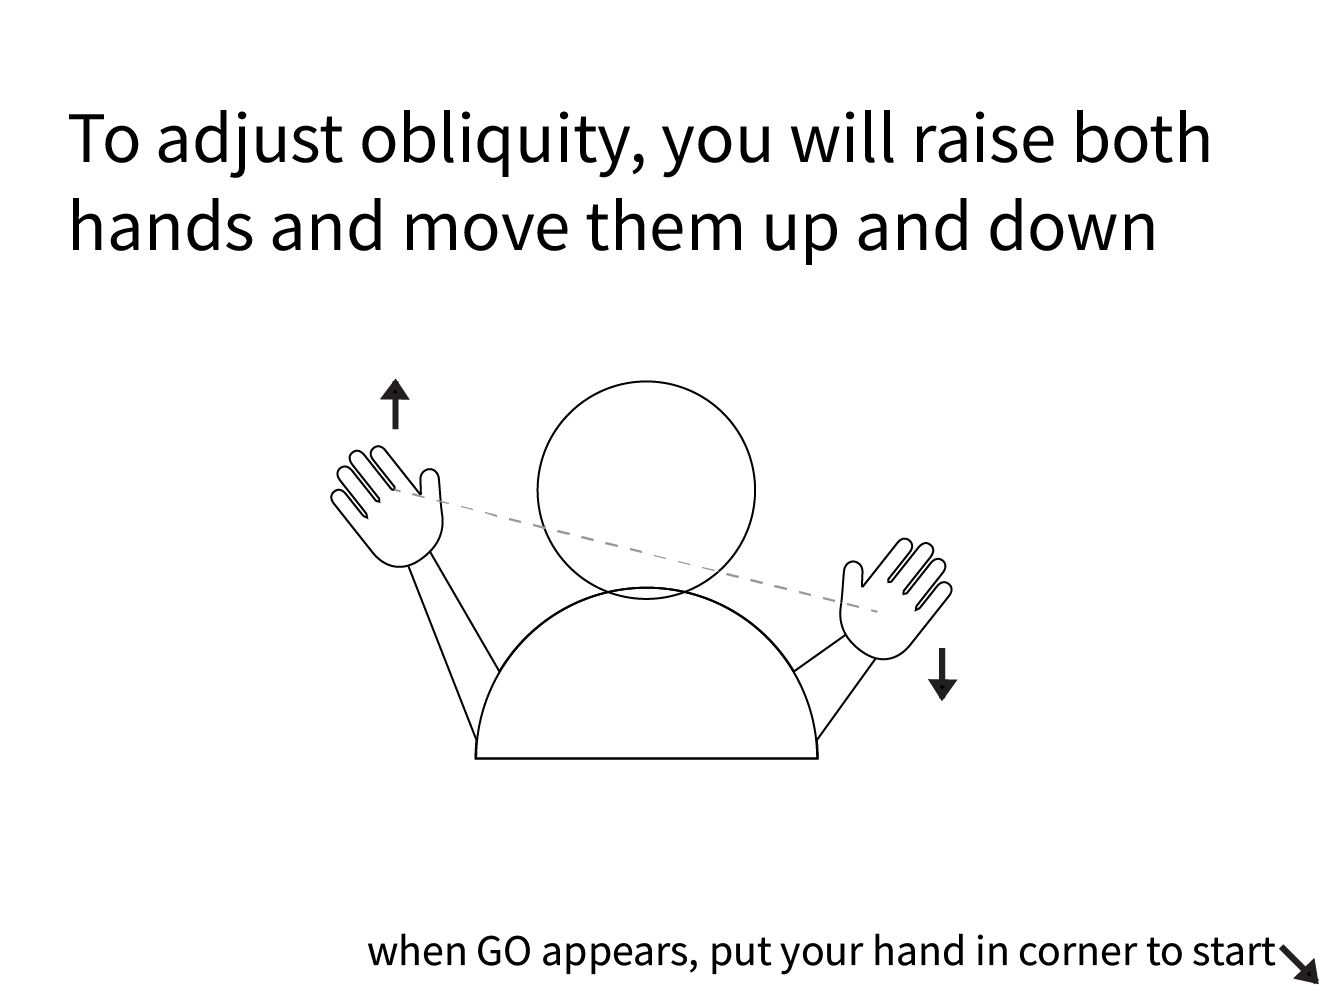 To adjust obliquity, you will raise both
hands and move them up and down
when GO appears, put your hand in corner to start